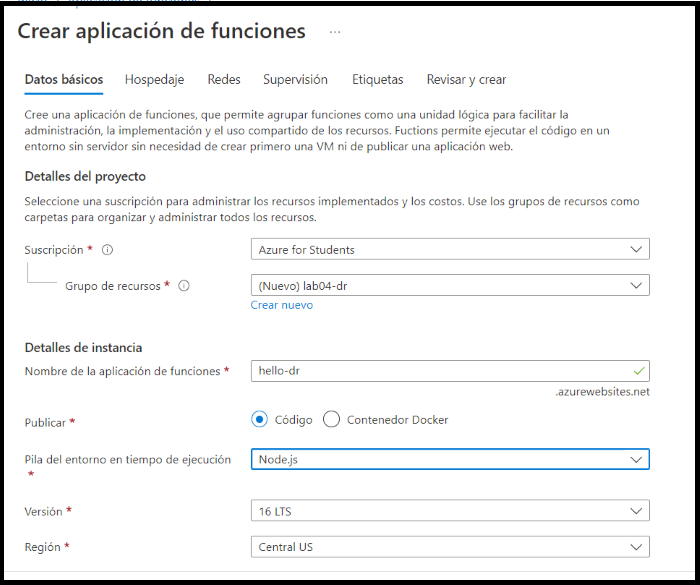 Crear aplicación de funciones ...
Datos básicos Hospedaje Redes Supervisión Etiquetas Revisar y crear
Cree una aplicación de funciones, que permite agrupar funciones como una unidad lógica para facilitar la
administración, la implementación y el uso compartido de los recursos. Fuctions permite ejecutar el código en un
entorno sin servidor sin necesidad de crear primero una VM ni de publicar una aplicación web.
Detalles del proyecto
Seleccione una suscripción para administrar los recursos implementados y los costos. Use los grupos de recursos como
carpetas para organizar y administrar todos los recursos.
Suscripción * Azure for Students
Grupo de recursos * (Nuevo) lab04-dr
Crear nuevo
Detalles de instancia
Nombre de la aplicación de funciones * hello-dr
.azurewebsites.net
Publicar * Código Contenedor Docker
Pila del entorno en tiempo de ejecución Node.js
*
Versión * 16 LTS
Región * Central US